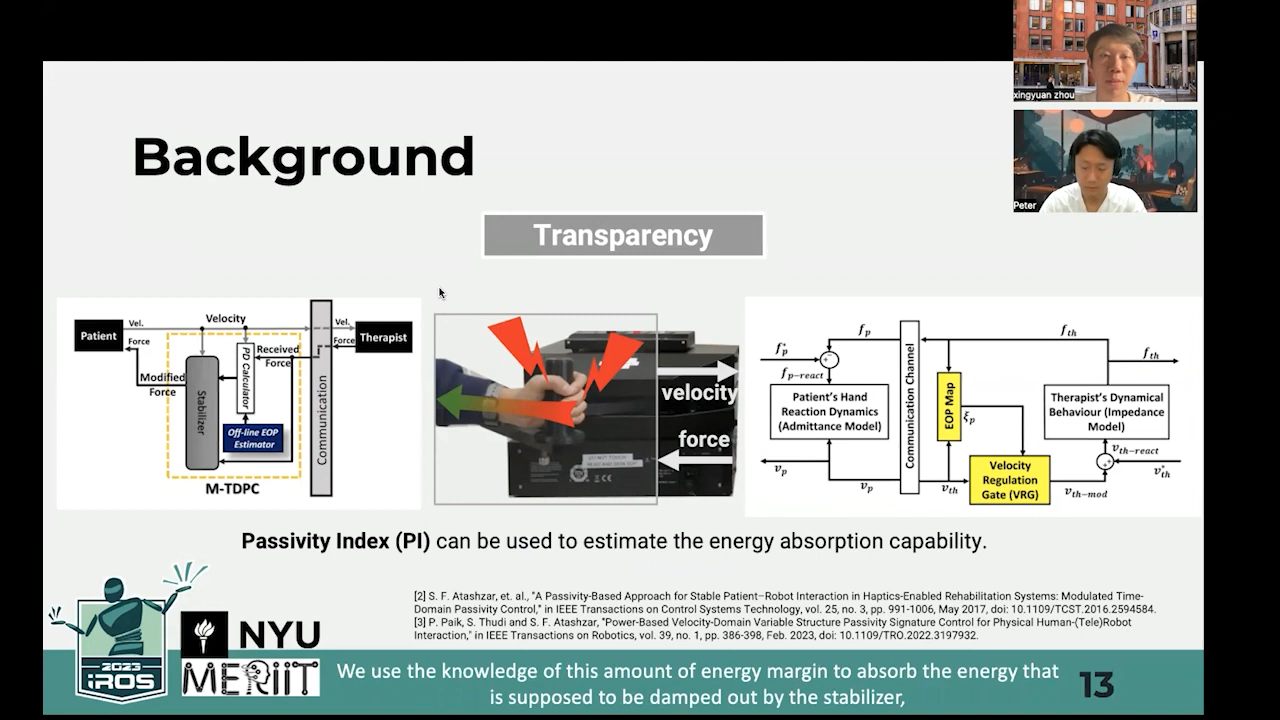 xingyuan zhou
Peter
Background
Transparency
Patient
Vel.
Velocity
Vel.
Therapist
Force
Force
Received
Force
PO Calculator
Modified
Force
Stabilizer
Off-line EOP
Estimator
Communication
M-TDPC
velocity
force
f_p
f_th
f_p^*
f_p-react
f_th
Patient's Hand
Reaction Dynamics
(Admittance Model)
Communication Channel
EOP Map
ξ_p
Therapist's Dynamical
Behaviour (Impedance
Model)
v_th-react
v_p
v_p
v_th
Velocity
Regulation
Gate (VRG)
v_th-mod
v_th^*
Passivity Index (PI) can be used to estimate the energy absorption capability.
[2] S. F. Atashzar, et. al., "A Passivity-Based Approach for Stable Patient–Robot Interaction in Haptics-Enabled Rehabilitation Systems: Modulated Time-
Domain Passivity Control," in IEEE Transactions on Control Systems Technology, vol. 25, no. 3, pp. 991-1006, May 2017, doi: 10.1109/TCST.2016.2594584.
[3] P. Paik, S. Thudi and S. F. Atashzar, "Power-Based Velocity-Domain Variable Structure Passivity Signature Control for Physical Human-(Tele)Robot
Interaction," in IEEE Transactions on Robotics, vol. 39, no. 1, pp. 386-398, Feb. 2023, doi: 10.1109/TRO.2022.3197932.
2023
iROS
NYU
MERIIT
We use the knowledge of this amount of energy margin to absorb the energy that
is supposed to be damped out by the stabilizer,
13